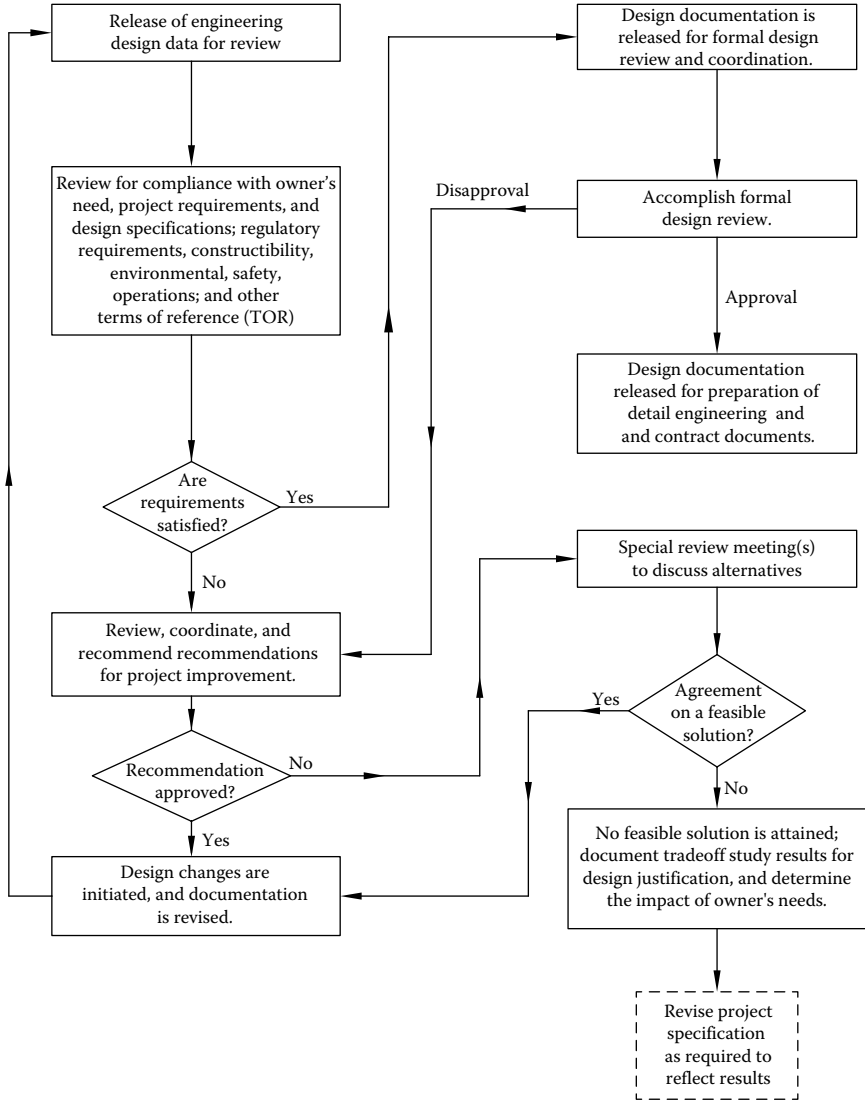 Release of engineering
design data for review
Review for compliance with owner's
need, project requirements, and
design specifications; regulatory
requirements, constructibility,
environmental, safety,
operations; and other
terms of reference (TOR)
Are
requirements
satisfied?
Yes
No
Review, coordinate, and
recommend recommendations
for project improvement.
Recommendation
approved?
No
Yes
Design changes are
initiated, and documentation
is revised.
Design documentation is
released for formal design
review and coordination.
Disapproval
Accomplish formal
design review.
Approval
Design documentation
released for preparation of
detail engineering and
and contract documents.
Special review meeting(s)
to discuss alternatives
Yes
Agreement
on a feasible
solution?
No
No feasible solution is attained;
document tradeoff study results for
design justification, and determine
the impact of owner's needs.
Revise project
specification
as required to
reflect results